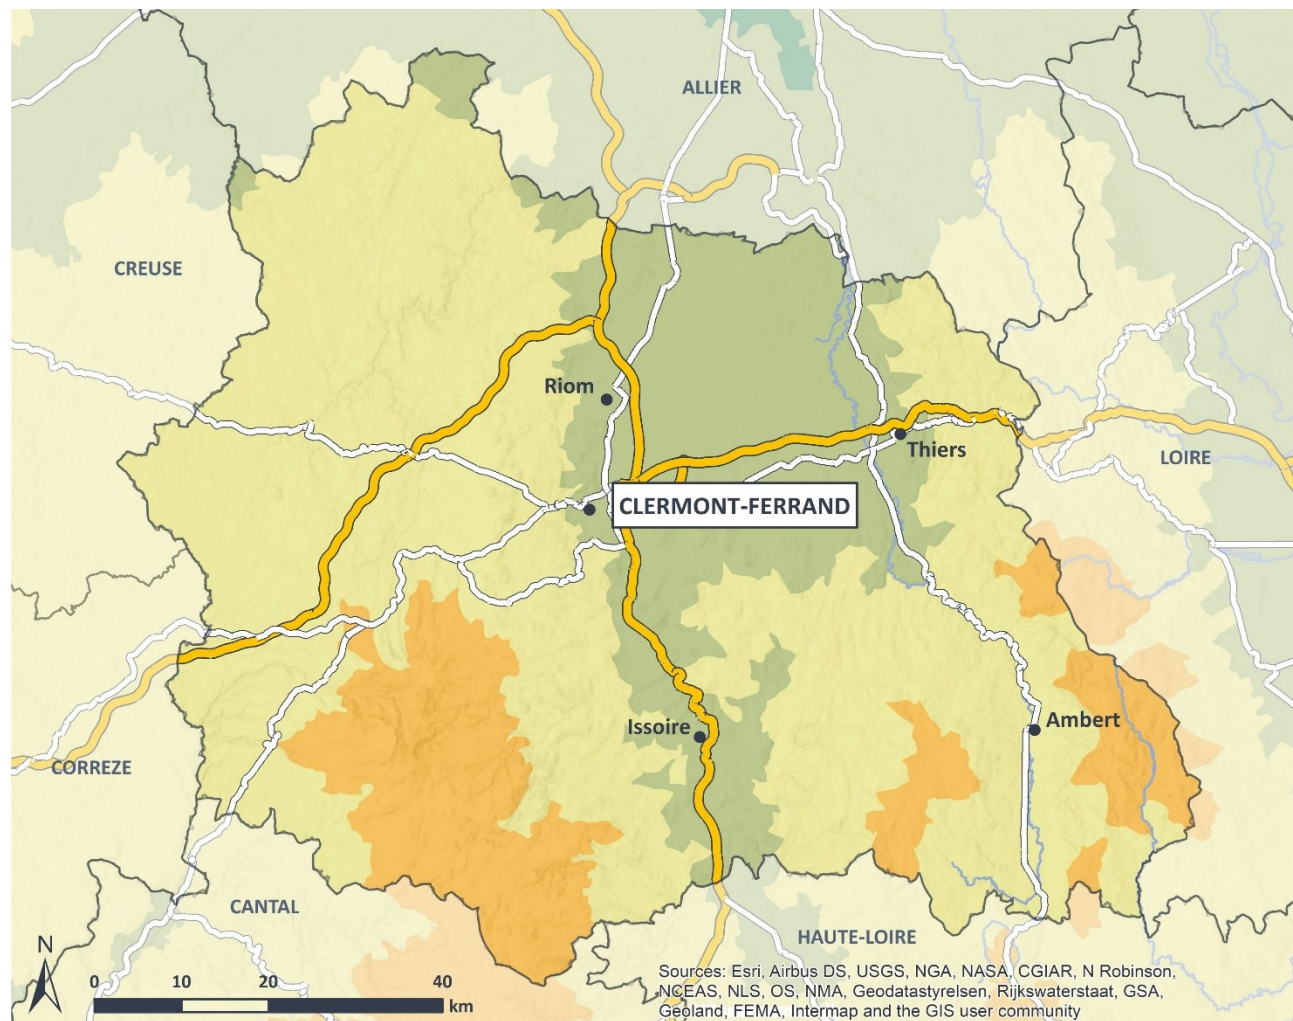 ALLIER
CREUSE
Riom
Thiers
LOIRE
CLERMONT-FERRAND
Issoire
Ambert
CORREZE
CANTAL
HAUTE-LOIRE
N
0 10 20 40
km
Sources: Esri, Airbus DS, USGS, NGA, NASA, CGIAR, N Robinson,
NCEAS, NLS, OS, NMA, Geodatastyrelsen, Rijkswaterstaat, GSA,
Geoland, FEMA, Intermap and the GIS user community